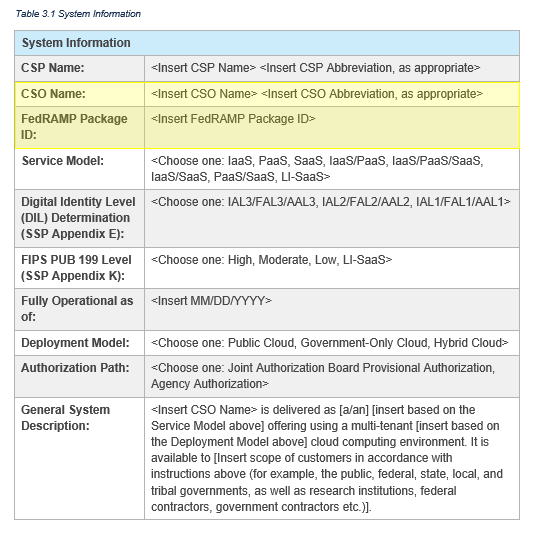 Table 3.1 System Information
System Information
CSP Name: <Insert CSP Name> <Insert CSP Abbreviation, as appropriate>
CSO Name: <Insert CSO Name> <Insert CSO Abbreviation, as appropriate>
FedRAMP Package
ID:
<Insert FedRAMP Package ID>
Service Model:
<Choose one: IaaS, PaaS, SaaS, IaaS/PaaS, IaaS/PaaS/SaaS,
IaaS/SaaS, PaaS/SaaS, LI-SaaS>
Digital Identity Level
(DIL) Determination
(SSP Appendix E):
<Choose one: IAL3/FAL3/AAL3, IAL2/FAL2/AAL2, IAL1/FAL1/AAL1>
FIPS PUB 199 Level
(SSP Appendix K):
<Choose one: High, Moderate, Low, LI-SaaS>
Fully Operational as
of:
<Insert MM/DD/YYYY>
Deployment Model: <Choose one: Public Cloud, Government-Only Cloud, Hybrid Cloud>
Authorization Path:
<Choose one: Joint Authorization Board Provisional Authorization,
Agency Authorization>
General System
Description:
<Insert CSO Name> is delivered as [a/an] [insert based on the
Service Model above] offering using a multi-tenant [insert based on
the Deployment Model above] cloud computing environment. It is
available to [Insert scope of customers in accordance with
instructions above (for example, the public, federal, state, local, and
tribal governments, as well as research institutions, federal
contractors, government contractors etc.)].